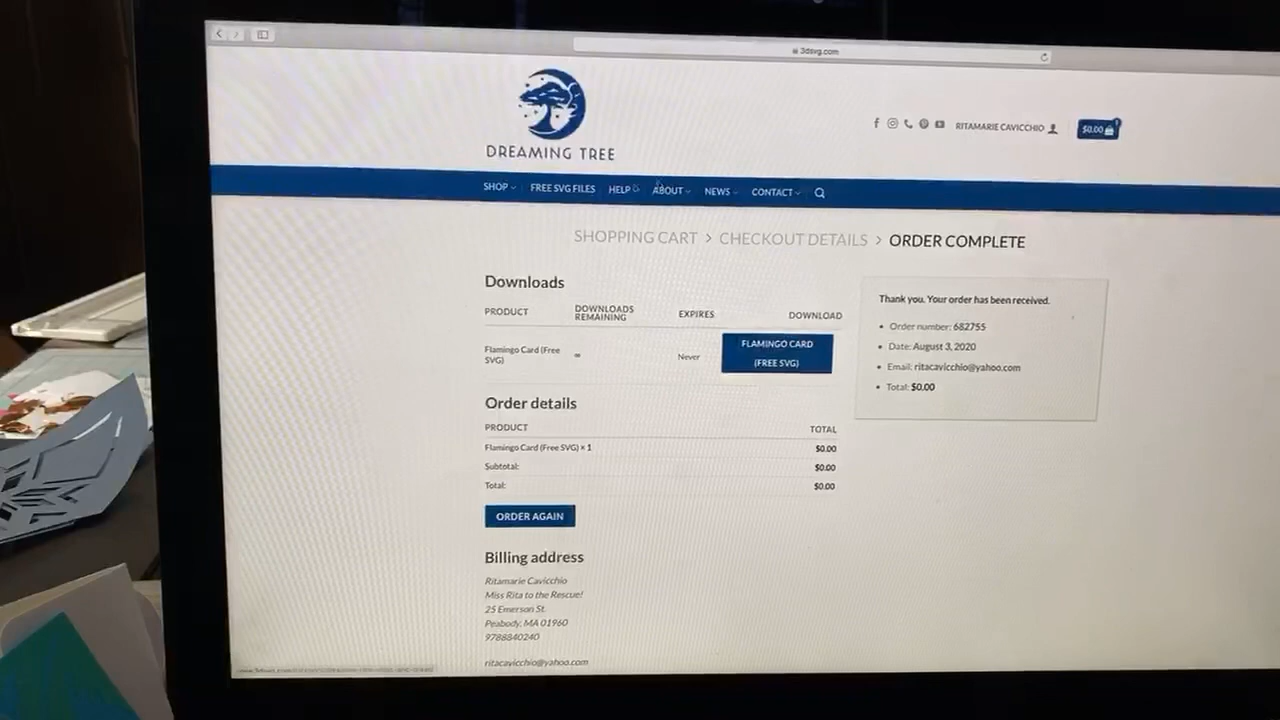 3dsvg.com
DREAMING TREE
RITAMARIE CAVICCHIO
$0.00
SHOP
FREE SVG FILES
HELP
ABOUT
NEWS
CONTACT
SHOPPING CART > CHECKOUT DETAILS > ORDER COMPLETE
Downloads
PRODUCT DOWNLOADS REMAINING EXPIRES DOWNLOAD
Flamingo Card (Free SVG) ∞ Never FLAMINGO CARD (FREE SVG)
Thank you. Your order has been received.
• Order number: 682755
• Date: August 3, 2020
• Email: ritacavicchio@yahoo.com
• Total: $0.00
Order details
PRODUCT TOTAL
Flamingo Card (Free SVG) × 1 $0.00
Subtotal: $0.00
Total: $0.00
ORDER AGAIN
Billing address
Ritamarie Cavicchio
Miss Rita to the Rescue!
25 Emerson St.
Peabody, MA 01960
9788840240
ritacavicchio@yahoo.com